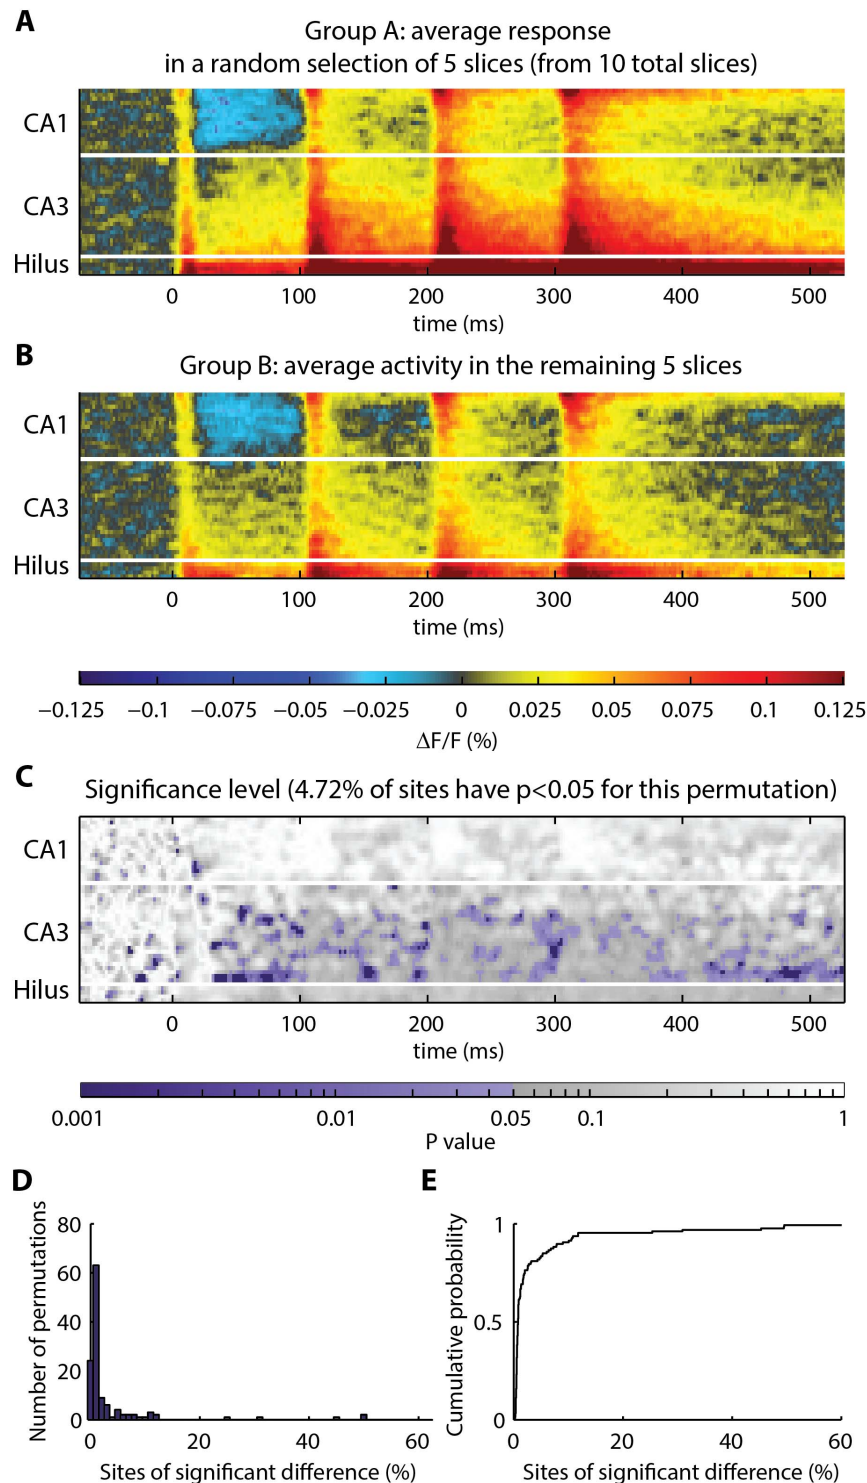 A
Group A: average response
in a random selection of 5 slices (from 10 total slices)
CA1
CA3
Hilus
0 100 200 300 400 500
time (ms)
B
Group B: average activity in the remaining 5 slices
CA1
CA3
Hilus
0 100 200 300 400 500
time (ms)
−0.125 −0.1 −0.075 −0.05 −0.025 0 0.025 0.05 0.075 0.1 0.125
ΔF/F (%)
C
Significance level (4.72% of sites have p<0.05 for this permutation)
CA1
CA3
Hilus
0 100 200 300 400 500
time (ms)
0.001 0.01 0.05 0.1 1
P value
D
Number of permutations
80
60
40
20
0
0 20 40 60
Sites of significant difference (%)
E
Cumulative probability
1
0.5
0
0 20 40 60
Sites of significant difference (%)